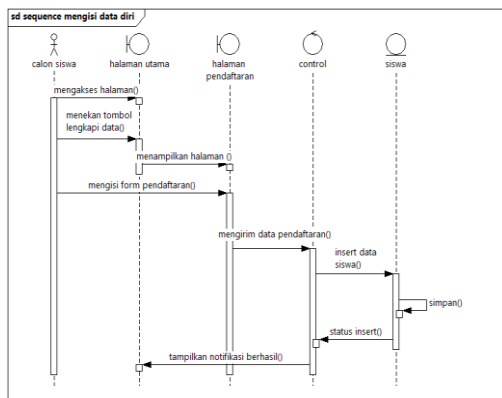 sd sequence mengisi data diri
calon siswa
halaman utama
halaman
pendaftaran
control
siswa
mengakses halaman()
menekan tombol
lengkapi data()
menampilkan halaman ()
mengisi form pendaftaran()
mengirim data pendaftaran()
insert data
siswa()
simpan()
status insert()
tampilkan notifikasi berhasil()